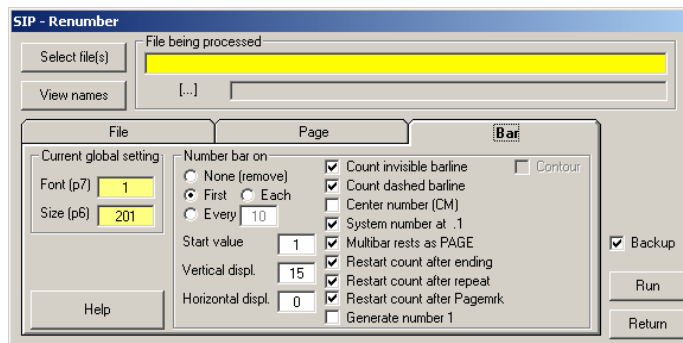 SIP - Renumber
Select file(s)
File being processed
View names
[...]
File
Page
Bar
Current global setting
Font (p7) 1
Size (p6) 201
Help
Number bar on
None (remove)
First Each
Every 10
Start value 1
Vertical displ. 15
Horizontal displ. 0
Count invisible barline
Contour
Count dashed barline
Center number (CM)
System number at .1
Multibar rests as PAGE
Restart count after ending
Restart count after repeat
Restart count after Pagemrk
Generate number 1
Backup
Run
Return